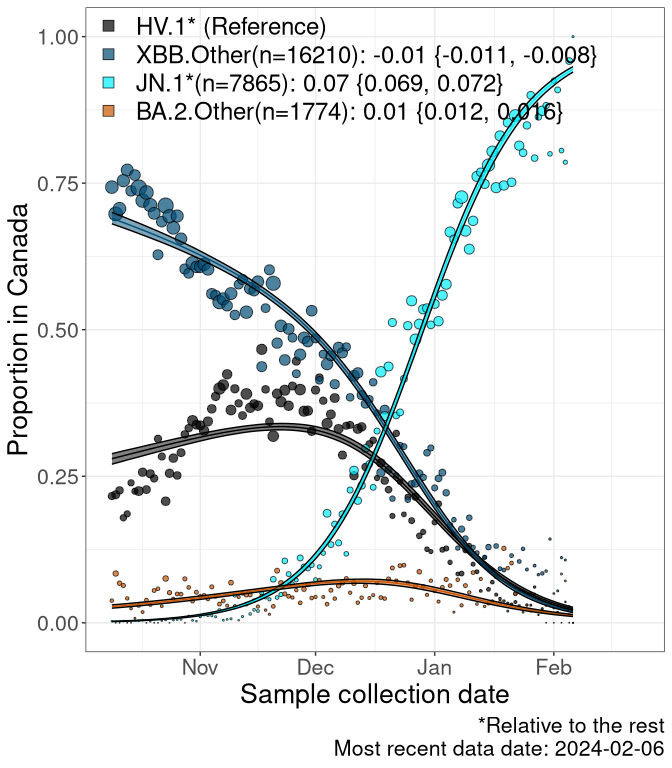 HV.1* (Reference)
XBB.Other(n=16210): -0.01 {-0.011, -0.008}
JN.1*(n=7865): 0.07 {0.069, 0.072}
BA.2.Other(n=1774): 0.01 {0.012, 0.016}
1.00
0.75
0.50
0.25
0.00
Proportion in Canada
Nov Dec Jan Feb
Sample collection date
*Relative to the rest
Most recent data date: 2024-02-06